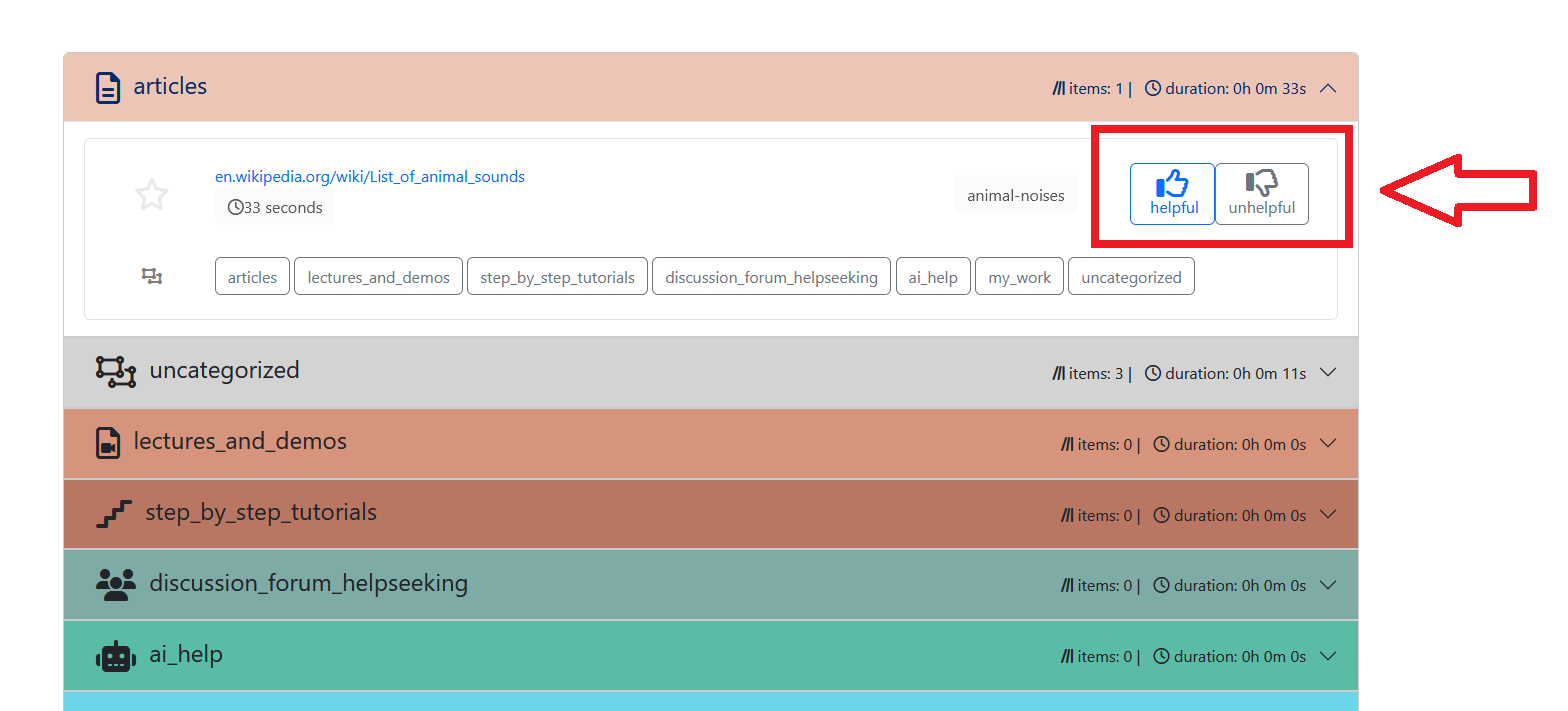 articles items: 1 | duration: 0h 0m 33s
en.wikipedia.org/wiki/List_of_animal_sounds
33 seconds
animal-noises
helpful unhelpful
articles lectures_and_demos step_by_step_tutorials discussion_forum_helpseeking ai_help my_work uncategorized
uncategorized items: 3 | duration: 0h 0m 11s
lectures_and_demos items: 0 | duration: 0h 0m 0s
step_by_step_tutorials items: 0 | duration: 0h 0m 0s
discussion_forum_helpseeking items: 0 | duration: 0h 0m 0s
ai_help items: 0 | duration: 0h 0m 0s